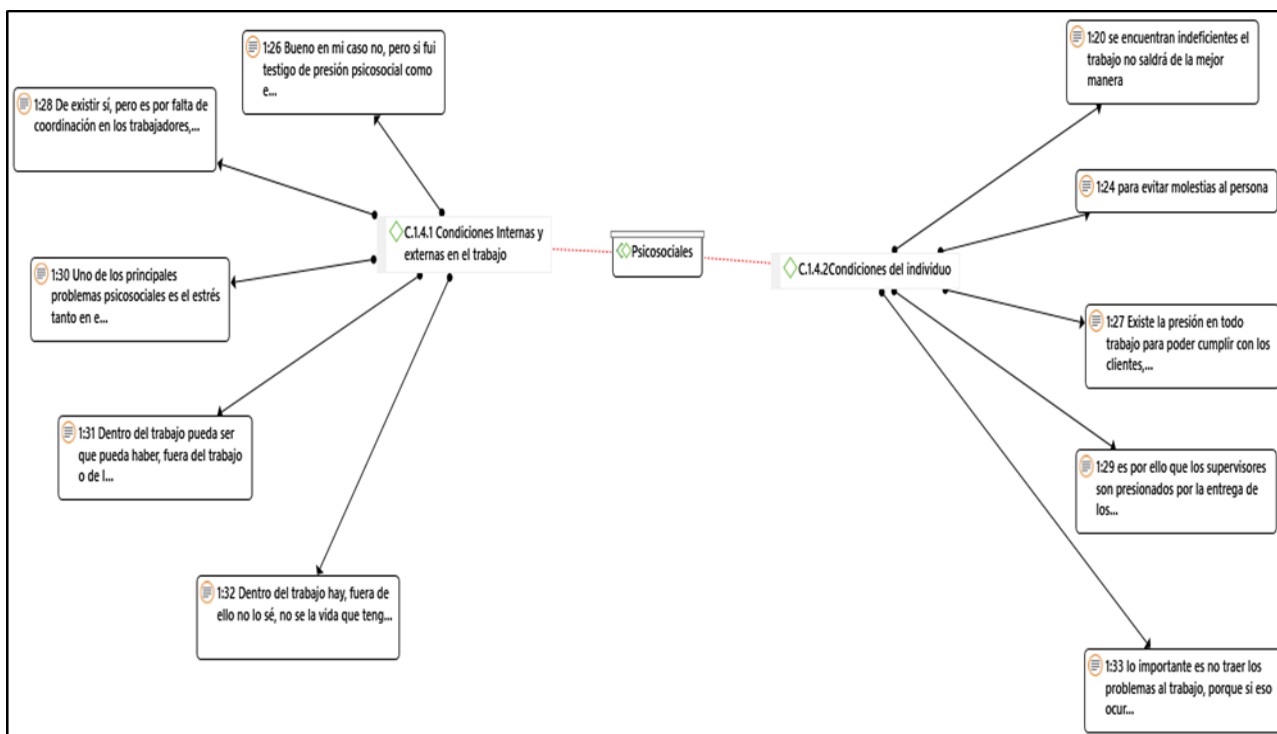 1:26 Bueno en mi caso no, pero si fui
testigo de presión psicosocial como
e...
1:28 De existir sí, pero es por falta de
coordinación en los trabajadores,...
1:30 Uno de los principales
problemas psicosociales es el estrés
tanto en e...
1:31 Dentro del trabajo pueda ser
que pueda haber, fuera del trabajo
o de l...
1:32 Dentro del trabajo hay, fuera de
ello no lo sé, no se la vida que teng...
C.1.4.1 Condiciones Internas y
externas en el trabajo
Psicosociales
C.1.4.2Condiciones del individuo
1:20 se encuentran indeficientes el
trabajo no saldrá de la mejor
manera
1:24 para evitar molestias al persona
1:27 Existe la presión en todo
trabajo para poder cumplir con los
clientes,...
1:29 es por ello que los supervisores
son presionados por la entrega de
los...
1:33 lo importante es no traer los
problemas al trabajo, porque si eso
ocur...